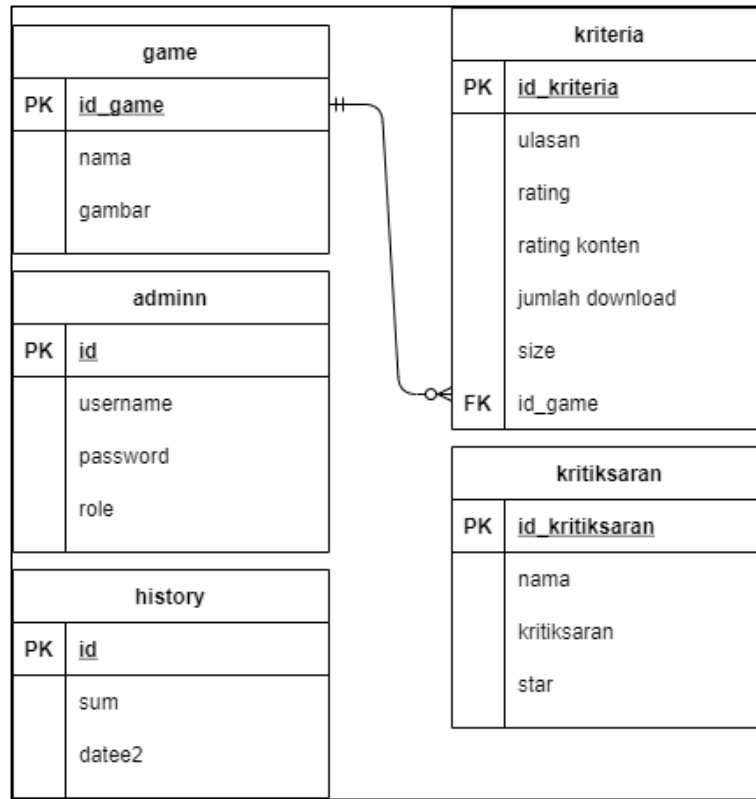 game
PK id_game
nama
gambar
adminn
PK id
username
password
role
history
PK id
sum
datee2
kriteria
PK id_kriteria
ulasan
rating
rating konten
jumlah download
size
FK id_game
kritiksaran
PK id_kritiksaran
nama
kritiksaran
star